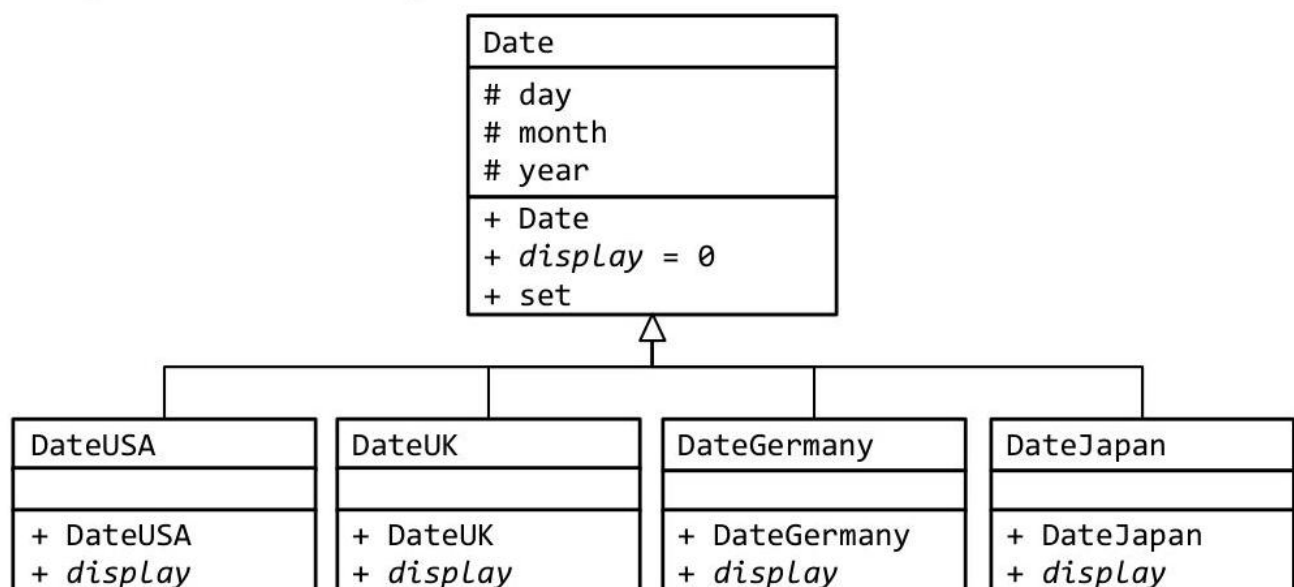 Date
# day
# month
# year
+ Date
+ display = 0
+ set
DateUSA
+ DateUSA
+ display
DateUK
+ DateUK
+ display
DateGermany
+ DateGermany
+ display
DateJapan
+ DateJapan
+ display